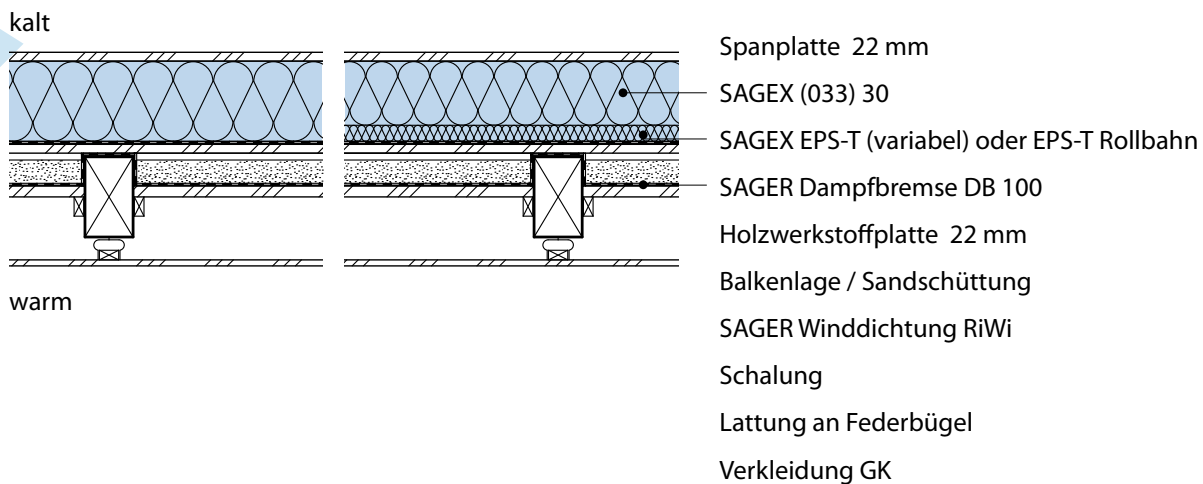 kalt
Spanplatte 22 mm
SAGEX (033) 30
SAGEX EPS-T (variabel) oder EPS-T Rollbahn
SAGER Dampfbremse DB 100
Holzwerkstoffplatte 22 mm
Balkenlage / Sandschüttung
warm
SAGER Winddichtung RiWi
Schalung
Lattung an Federbügel
Verkleidung GK